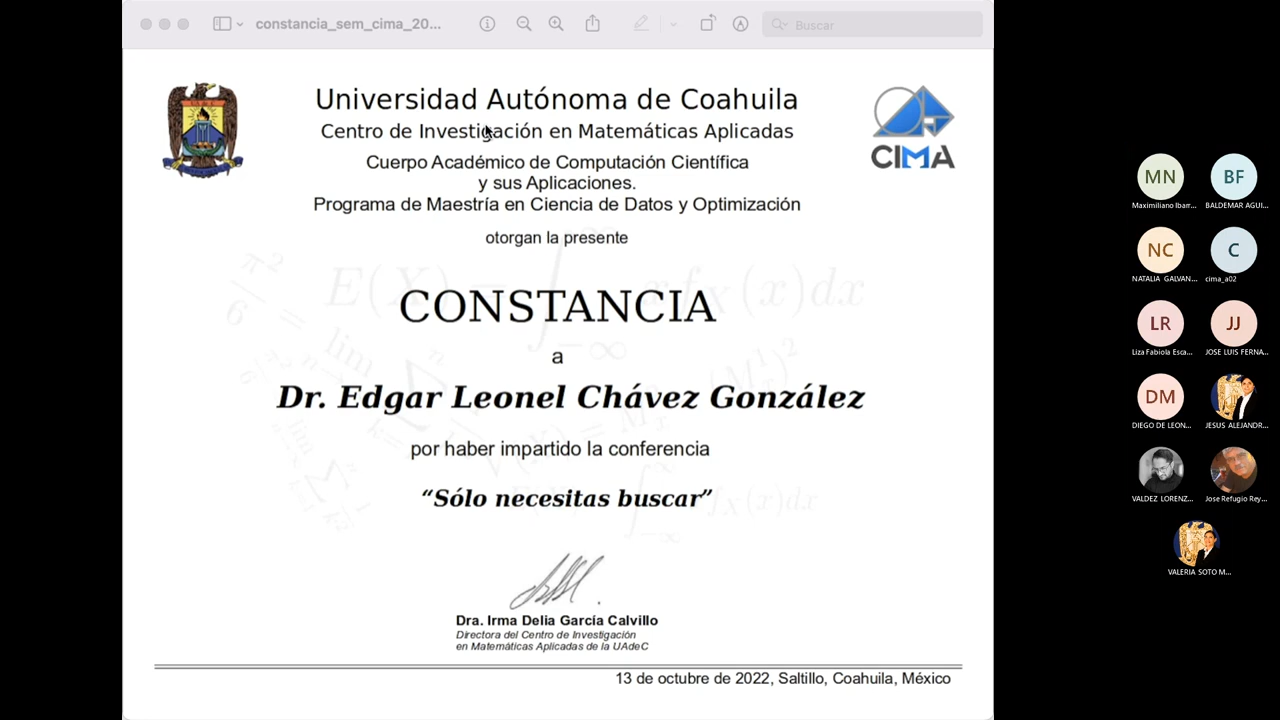 constancia_sem_cima_20...
Buscar
Universidad Autónoma de Coahuila
Centro de Investigación en Matemáticas Aplicadas
Cuerpo Académico de Computación Científica
y sus Aplicaciones.
Programa de Maestría en Ciencia de Datos y Optimización
CIMA
otorgan la presente
CONSTANCIA
a
Dr. Edgar Leonel Chávez González
por haber impartido la conferencia
“Sólo necesitas buscar”
Dra. Irma Delia García Calvillo
Directora del Centro de Investigación
en Matemáticas Aplicadas de la UAdeC
13 de octubre de 2022, Saltillo, Coahuila, México
MN
Maximiliano Ibarr...
BF
BALDEMAR AGUI...
NC
NATALIA GALVAN...
C
cima_a02
LR
Liza Fabiola Esca...
JJ
JOSE LUIS FERNA...
DM
DIEGO DE LEON...
JESUS ALEJANDR...
VALDEZ LORENZ...
Jose Refugio Rey...
VALERIA SOTO M...